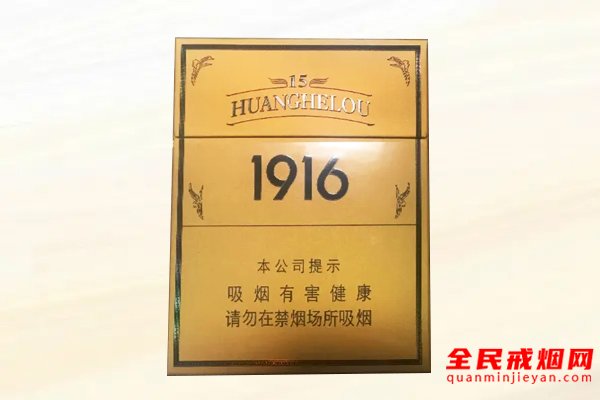 15
HUANGHELOU
1916
本公司提示
吸烟有害健康
请勿在禁烟场所吸烟
全民戒烟网
quanminjieyan.com